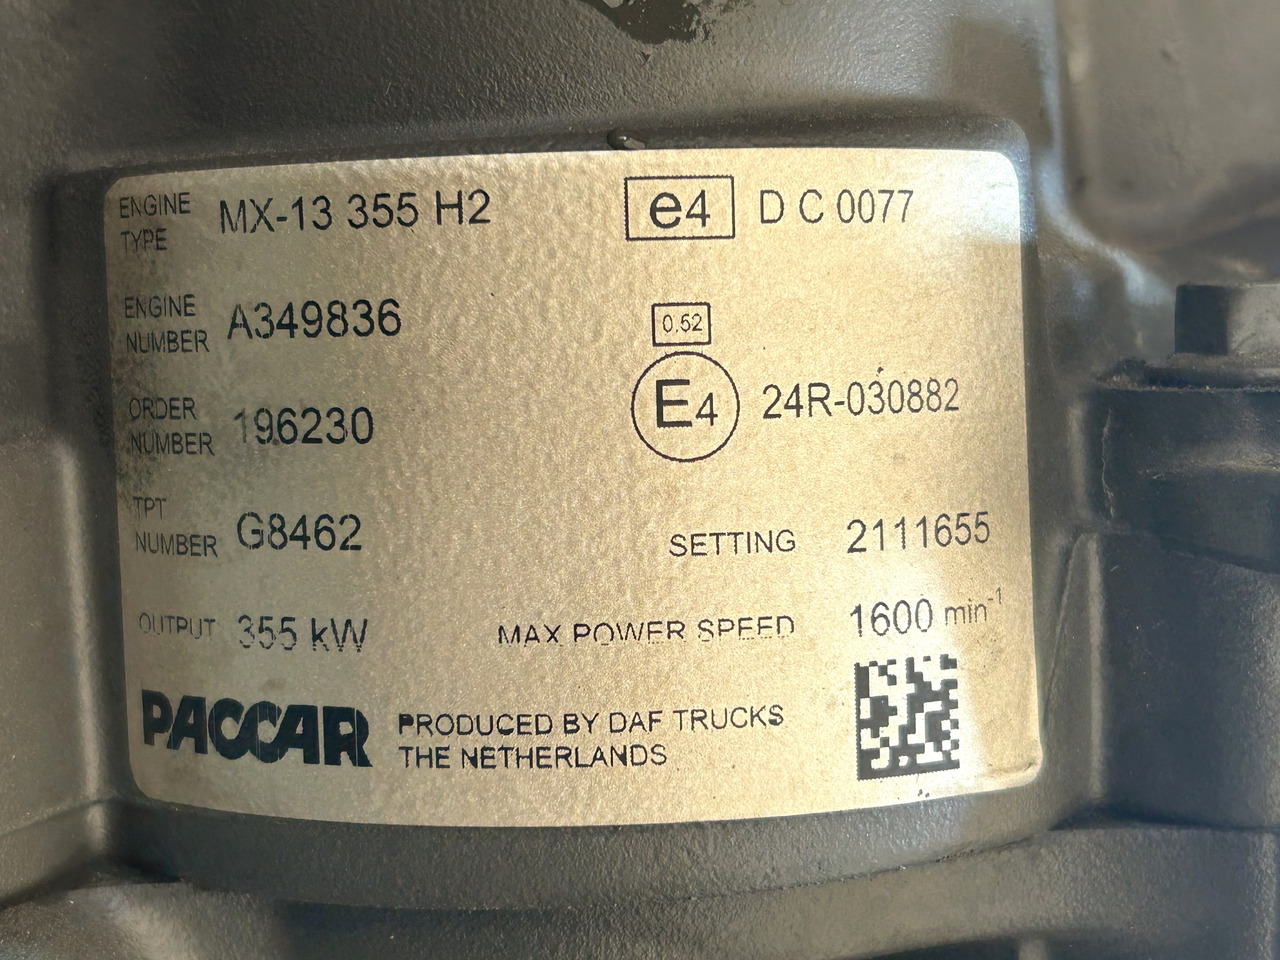 ENGINE TYPE MX-13 355 H2 e4 D C 0077
ENGINE NUMBER A349836 0.52
ORDER NUMBER 196230 E4 24R-030882
TPT NUMBER G8462 SETTING 2111655
OUTPUT 355 kW MAX POWER SPEED 1600 min⁻¹
PACCAR PRODUCED BY DAF TRUCKS
THE NETHERLANDS